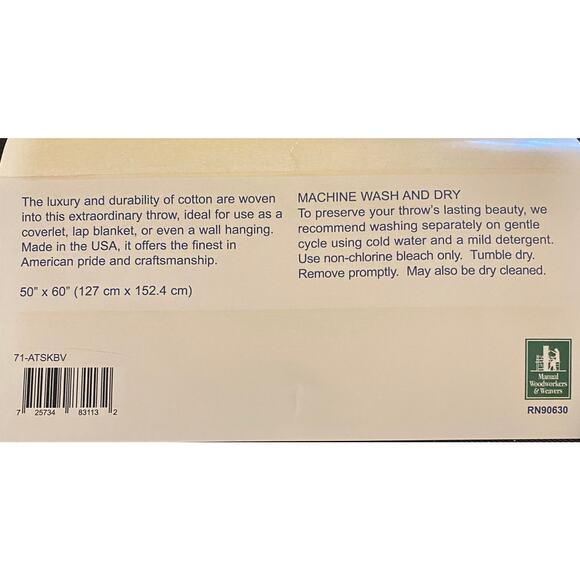 The luxury and durability of cotton are woven
into this extraordinary throw, ideal for use as a
coverlet, lap blanket, or even a wall hanging.
Made in the USA, it offers the finest in
American pride and craftsmanship.
50" x 60" (127 cm x 152.4 cm)
MACHINE WASH AND DRY
To preserve your throw's lasting beauty, we
recommend washing separately on gentle
cycle using cold water and a mild detergent.
Use non-chlorine bleach only. Tumble dry.
Remove promptly. May also be dry cleaned.
71-ATSKBV
7 25734 83113 2
Manual
Woodworkers
& Weavers
RN90630